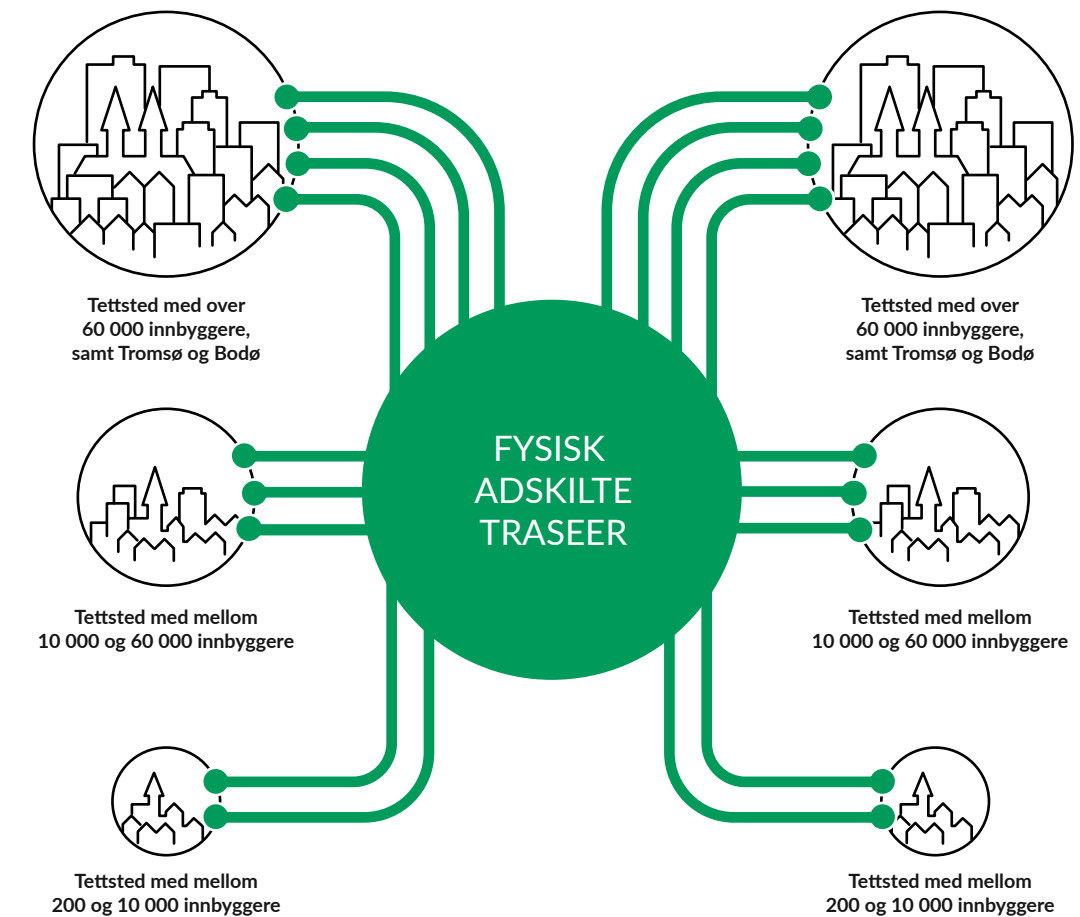 Tettsted med over
60 000 innbyggere,
samt Tromsø og Bodø
Tettsted med over
60 000 innbyggere,
samt Tromsø og Bodø
FYSISK
ADSKILTE
TRASEER
Tettsted med mellom
10 000 og 60 000 innbyggere
Tettsted med mellom
10 000 og 60 000 innbyggere
Tettsted med mellom
200 og 10 000 innbyggere
Tettsted med mellom
200 og 10 000 innbyggere